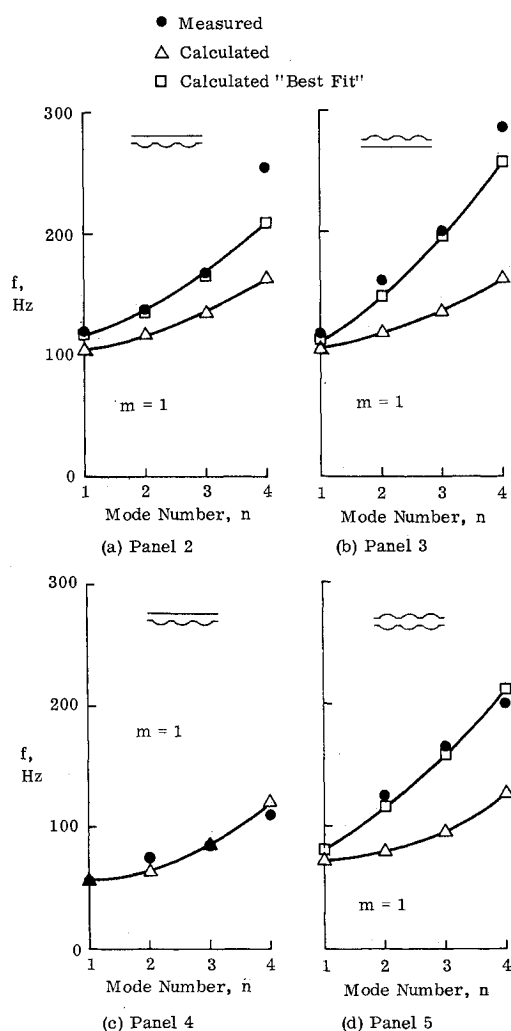 Measured
Calculated
Calculated "Best Fit"
300
200
f,
Hz
100
m = 1
m = 1
0
1 2 3 4
1 2 3 4
Mode Number, n
Mode Number, n
(a) Panel 2
(b) Panel 3
300
200
m = 1
f,
Hz
100
m = 1
0
1 2 3 4
1 2 3 4
Mode Number, n
Mode Number, n
(c) Panel 4
(d) Panel 5